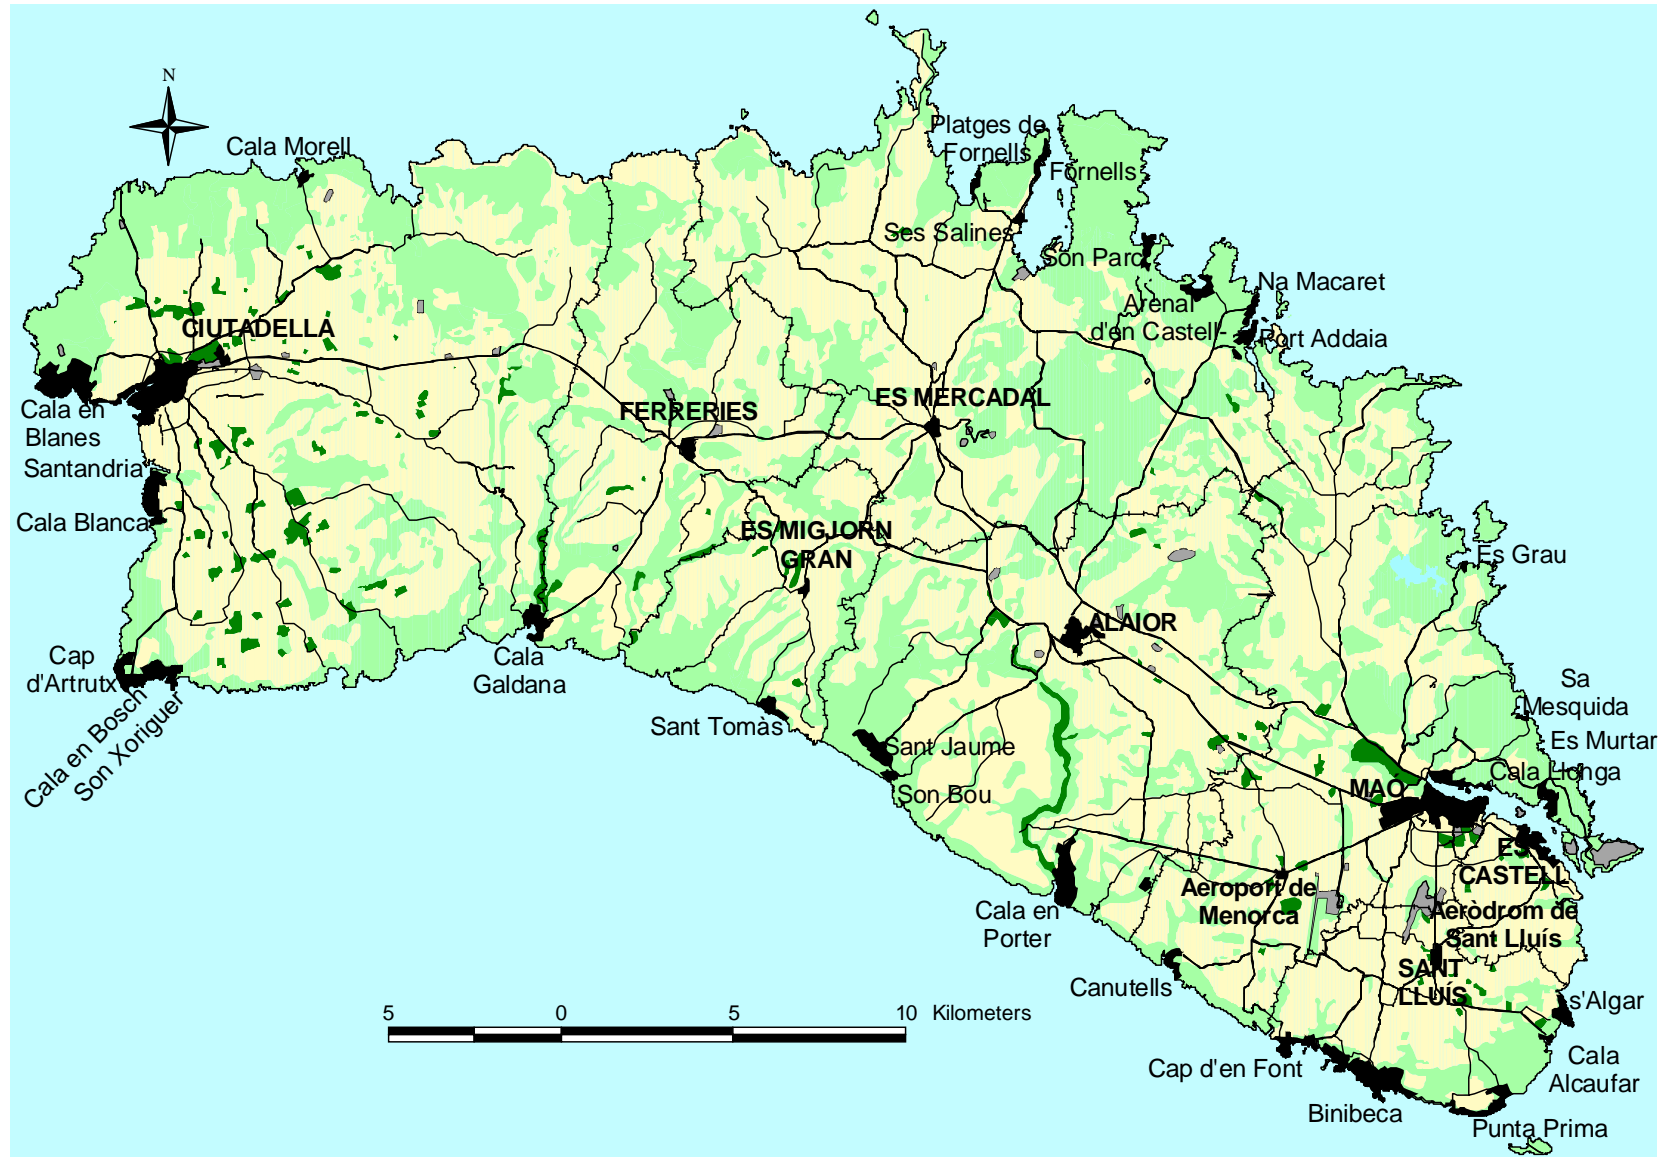 N
Cala Morell
Platges de
Fornells
Fornells
Ses Salines
Son Parc
Na Macaret
Arenal
d'en Castell
Port Addaia
CIUTADELLA
FERRERIES
ES MERCADAL
Cala en
Blanes
Santandria
Cala Blanca
ES MIGJORN
GRAN
Es Grau
ALAIOR
Cap
d'Artrutx
Cala en Bosch
Son Xoriguer
Cala
Galdana
Sant Tomàs
Sant Jaume
Son Bou
Sa
Mesquida
Es Murtar
Cala Llonga
MAO
ES
CASTELL
Aeroport de
Menorca
Aeròdrom de
Sant Lluís
SANT
LLUÍS
Cala en
Porter
Canutells
s'Algar
Cala
Alcaufar
Cap d'en Font
Binibeca
Punta Prima
5 0 5 10 Kilometers